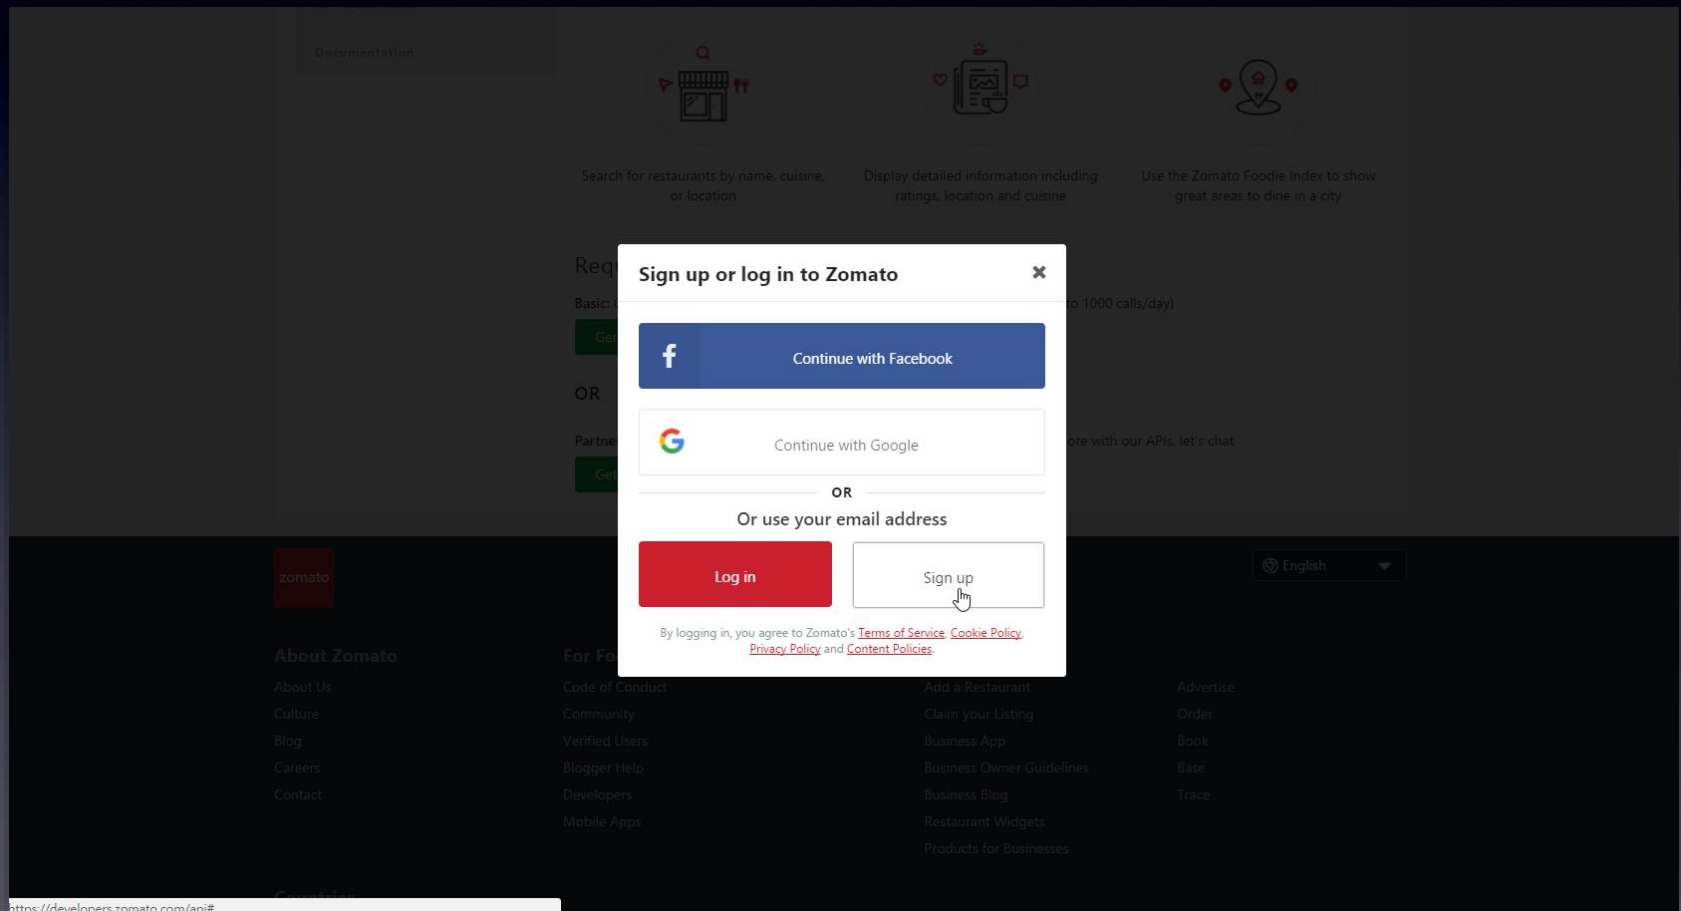 Documentation
Search for restaurants by name, cuisine,
or location
Display detailed information including
ratings, location and cuisine
Use the Zomato Foodie Index to show
great areas to dine in a city
Sign up or log in to Zomato
Basic:
to 1000 calls/day)
Continue with Facebook
OR
Continue with Google
ore with our APIs. let's chat
OR
Or use your email address
Log in
Sign up
By logging in, you agree to Zomato's Terms of Service, Cookie Policy,
Privacy Policy and Content Policies.
zomato
English
About Zomato
About Us
Culture
Blog
Careers
Contact
For Fo
Code of Conduct
Community
Verified Users
Blogger Help
Developers
Mobile Apps
Add a Restaurant
Claim your Listing
Business App
Business Owner Guidelines
Business Blog
Restaurant Widgets
Products for Businesses
Advertise
Order
Book
Base
Trace
Countries
https://developers.zomato.com/api#